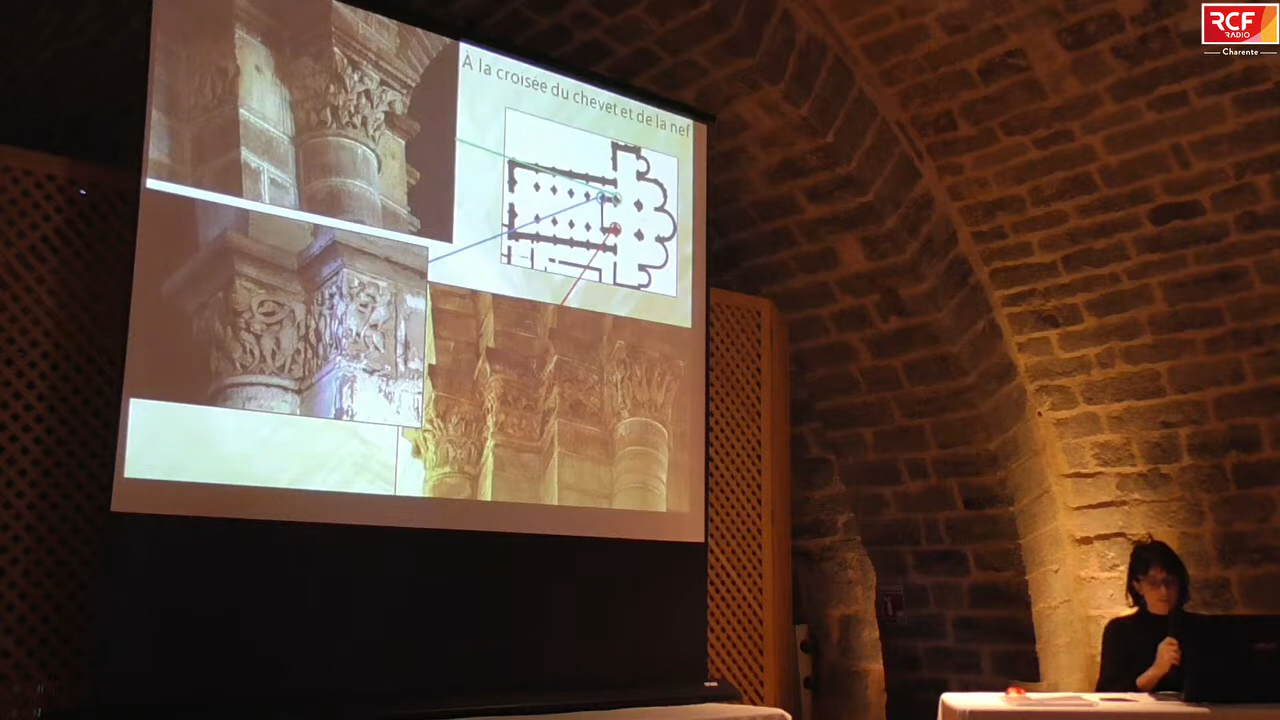 RCF
RADIO
Charente
À la croisée du chevet et de la nef